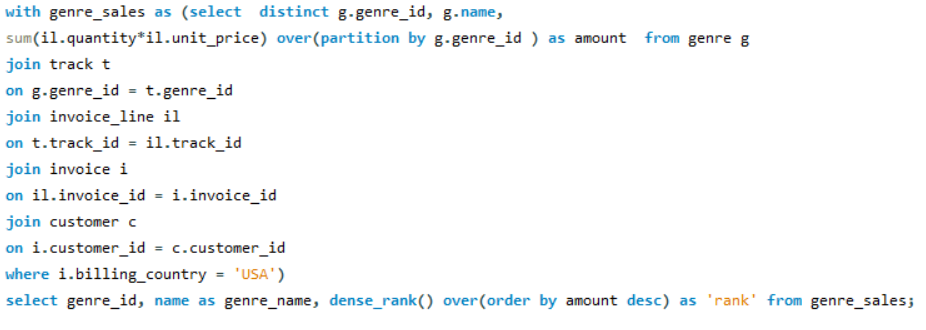 with genre_sales as (select  distinct g.genre_id, g.name,
sum(il.quantity*il.unit_price) over(partition by g.genre_id ) as amount  from genre g
join track t
on g.genre_id = t.genre_id
join invoice_line il
on t.track_id = il.track_id
join invoice i
on il.invoice_id = i.invoice_id
join customer c
on i.customer_id = c.customer_id
where i.billing_country = 'USA')
select genre_id, name as genre_name, dense_rank() over(order by amount desc) as 'rank' from genre_sales;